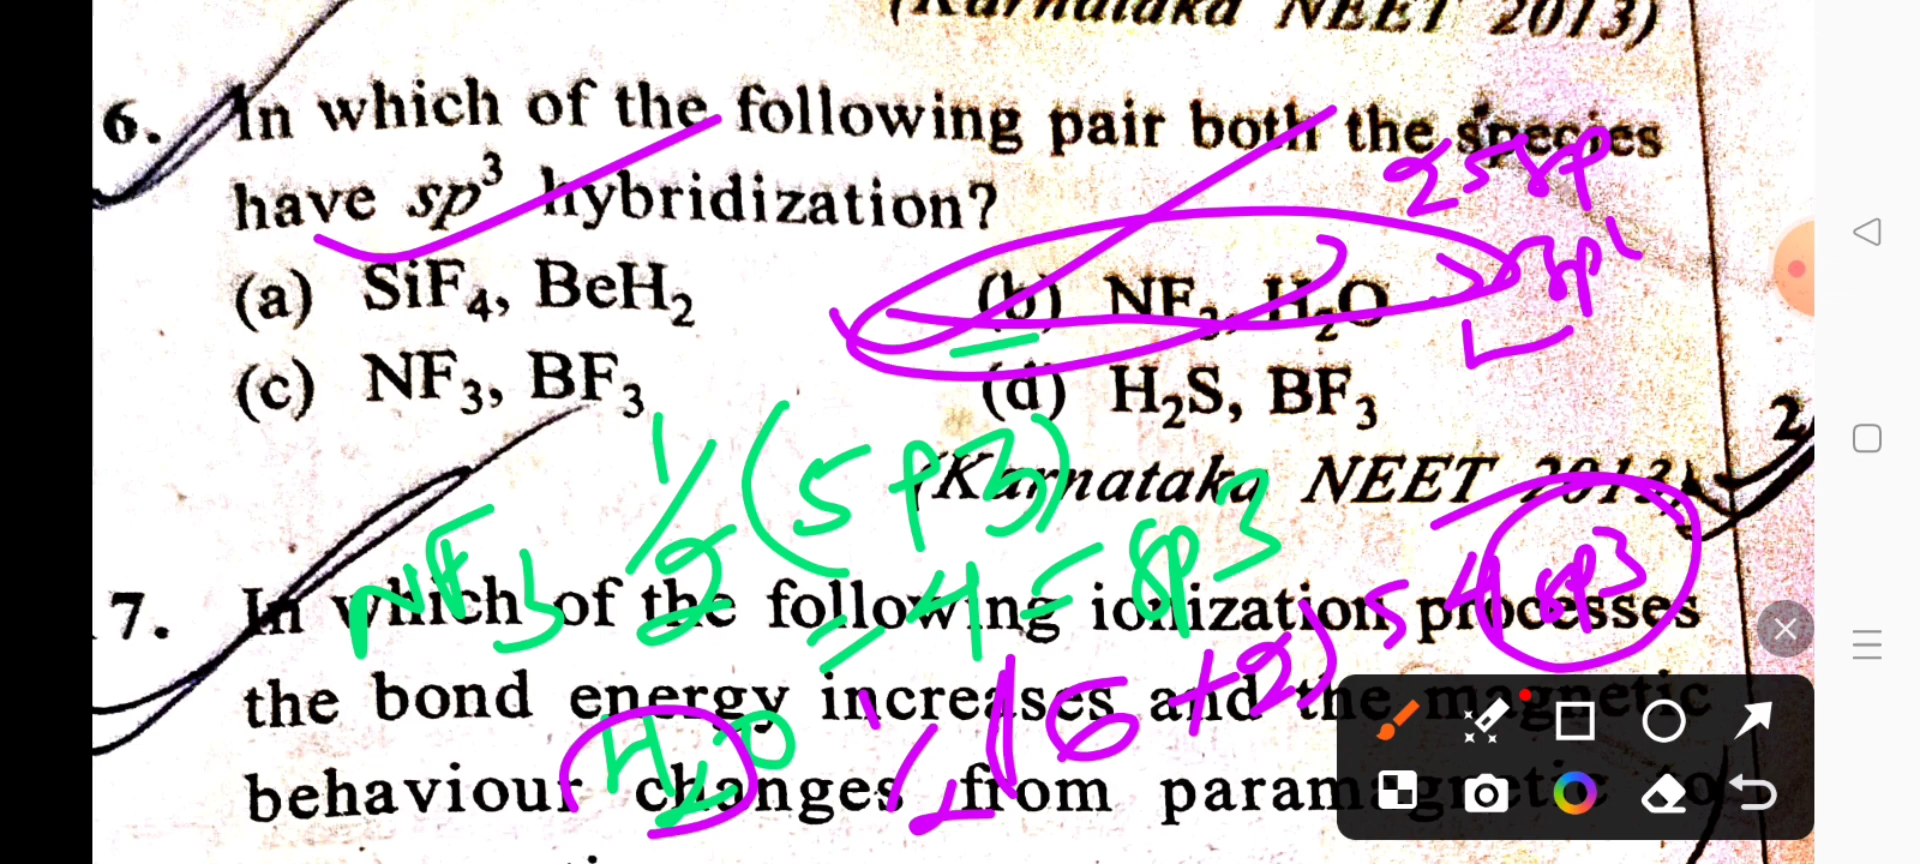 (Karnataka NEET 2013)
6. In which of the following pair both the species
have sp³ hybridization?
(a) SiF₄, BeH₂ (b) NF₃, H₂O
(c) NF₃, BF₃ (d) H₂S, BF₃
(Karnataka NEET 2013)
2
7. In which of the following ionization processes
the bond energy increases and the magnetic
behaviour changes from paramagnetic to
NF3 1/2 (5+3)
= 4 = sp3
H2O 1/2 (6+2) = 4 sp3
2 = sp